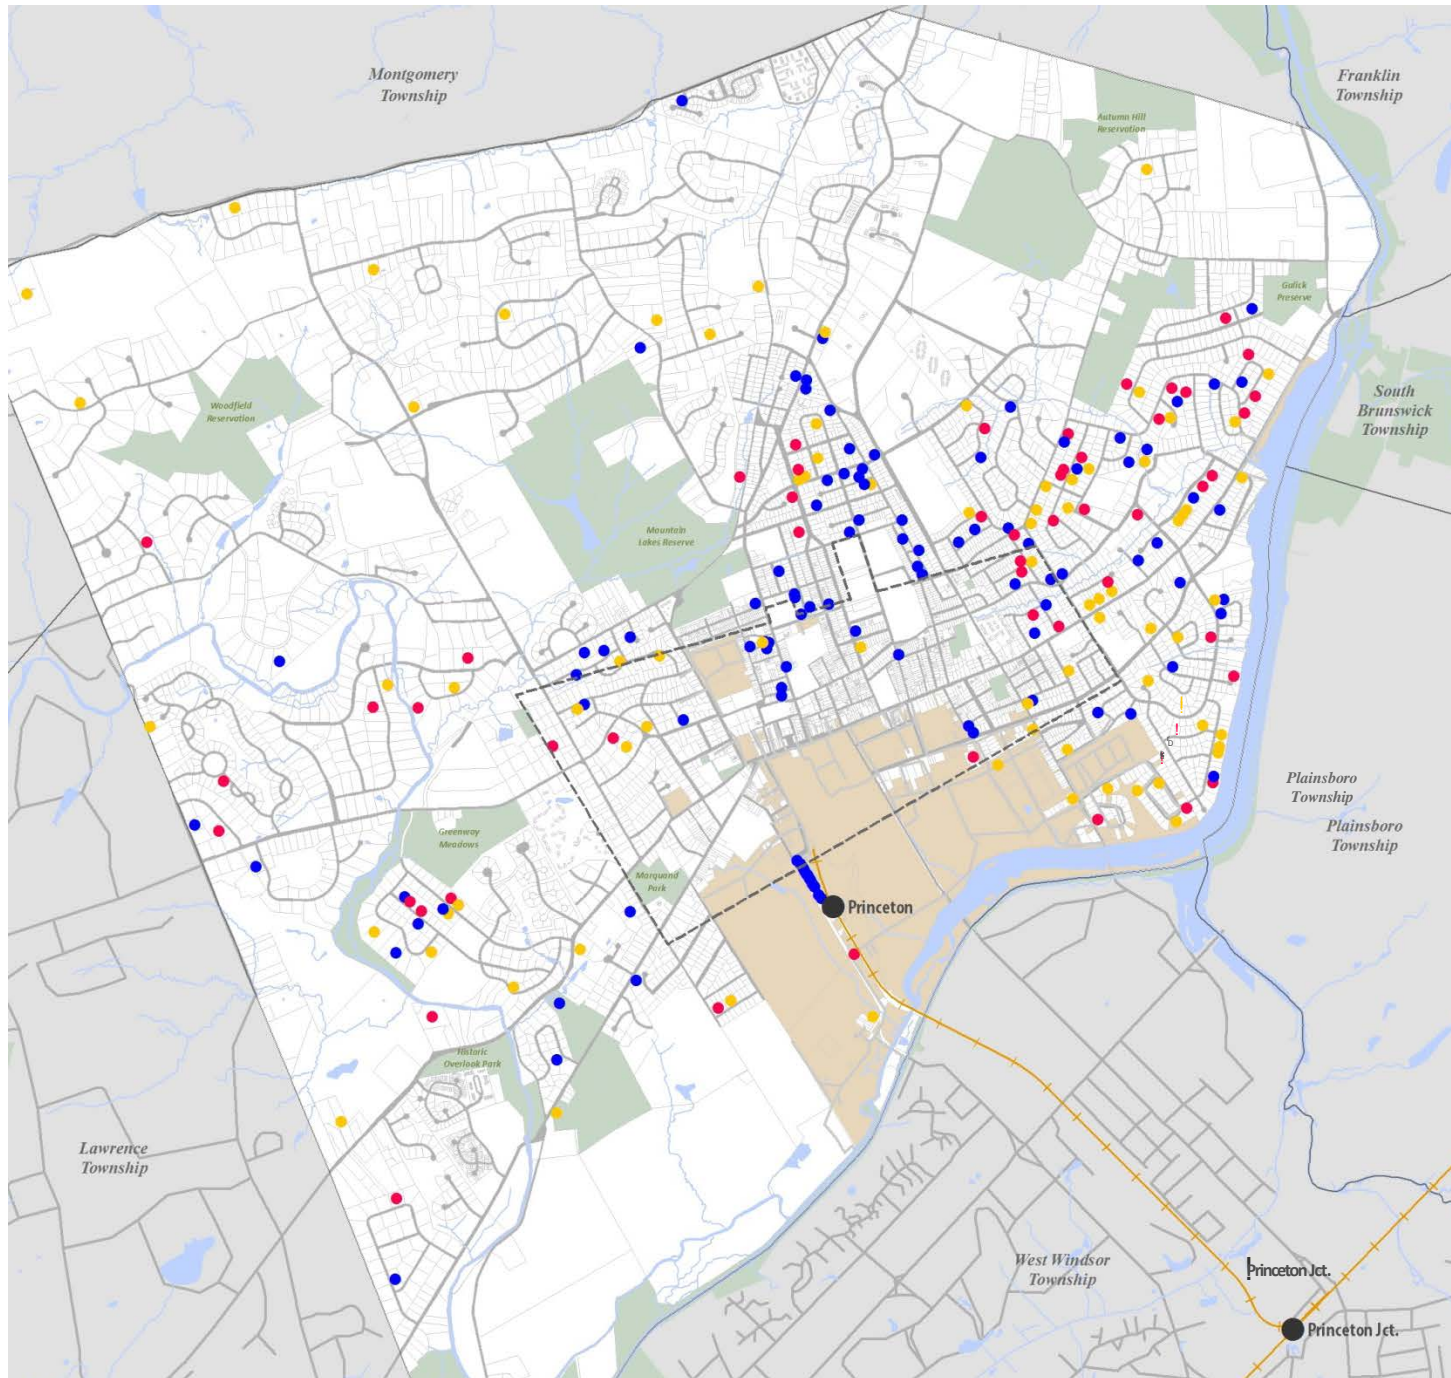 Montgomery
Township
Franklin
Township
Autumn Hill
Reservation
Gulick
Preserve
South
Brunswick
Township
Woodfield
Reservation
Mountain
Lakes Reserve
Plainsboro
Township
Plainsboro
Township
Greenway
Meadows
Marquand
Park
Princeton
Historic
Overlook Park
Lawrence
Township
West Windsor
Township
Princeton Jct.
Princeton Jct.